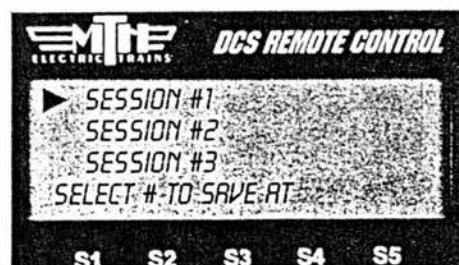 MTH DCS REMOTE CONTROL
ELECTRIC TRAINS
SESSION #1
SESSION #2
SESSION #3
SELECT # TO SAVE AT
S1 S2 S3 S4 S5